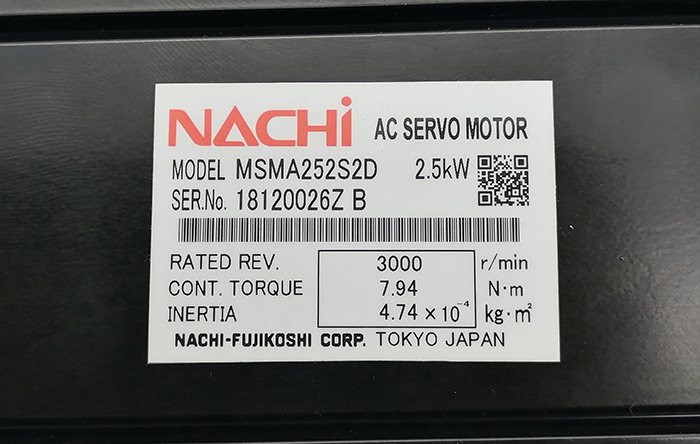 NACHi AC SERVO MOTOR
MODEL MSMA252S2D 2.5kW
SER.No. 18120026Z B
RATED REV. 3000 r/min
CONT. TORQUE 7.94 N·m
INERTIA 4.74 × 10⁻⁴ kg·m²
NACHI-FUJIKOSHI CORP. TOKYO JAPAN